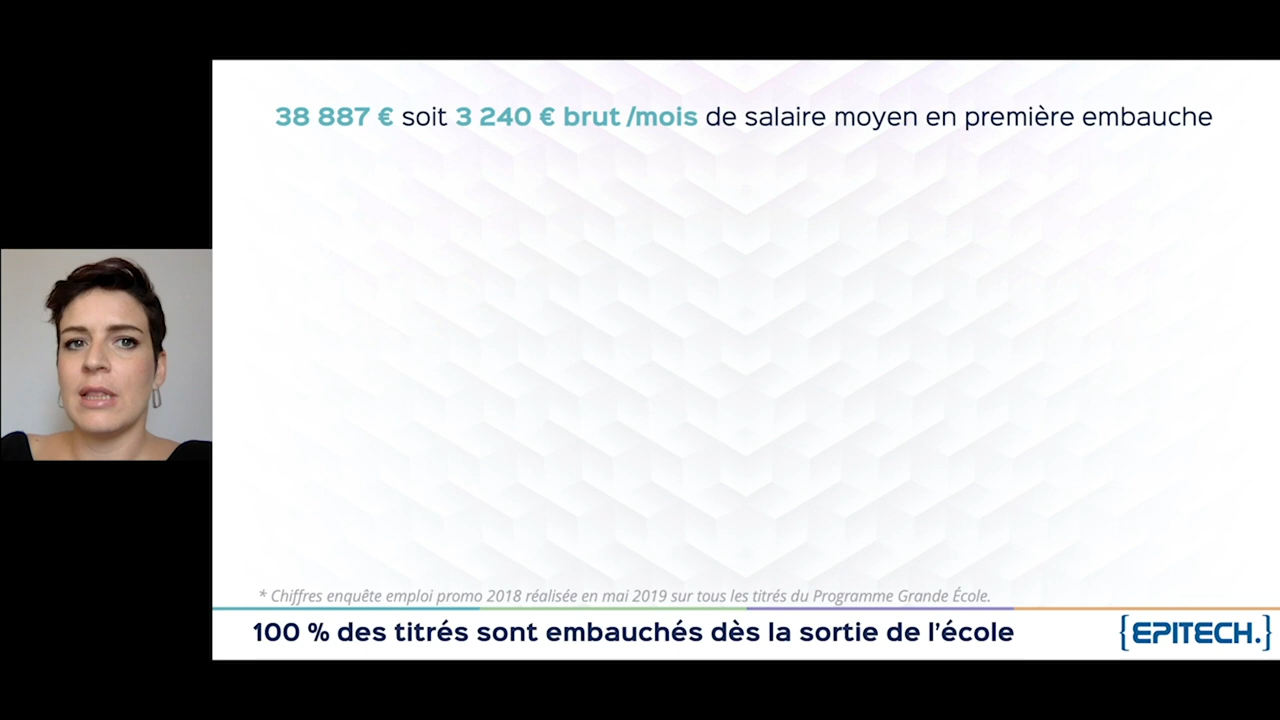 38 887 € soit 3 240 € brut /mois de salaire moyen en première embauche
* Chiffres enquête emploi promo 2018 réalisée en mai 2019 sur tous les titrés du Programme Grande École.
100 % des titrés sont embauchés dès la sortie de l’école
{EPITECH.}